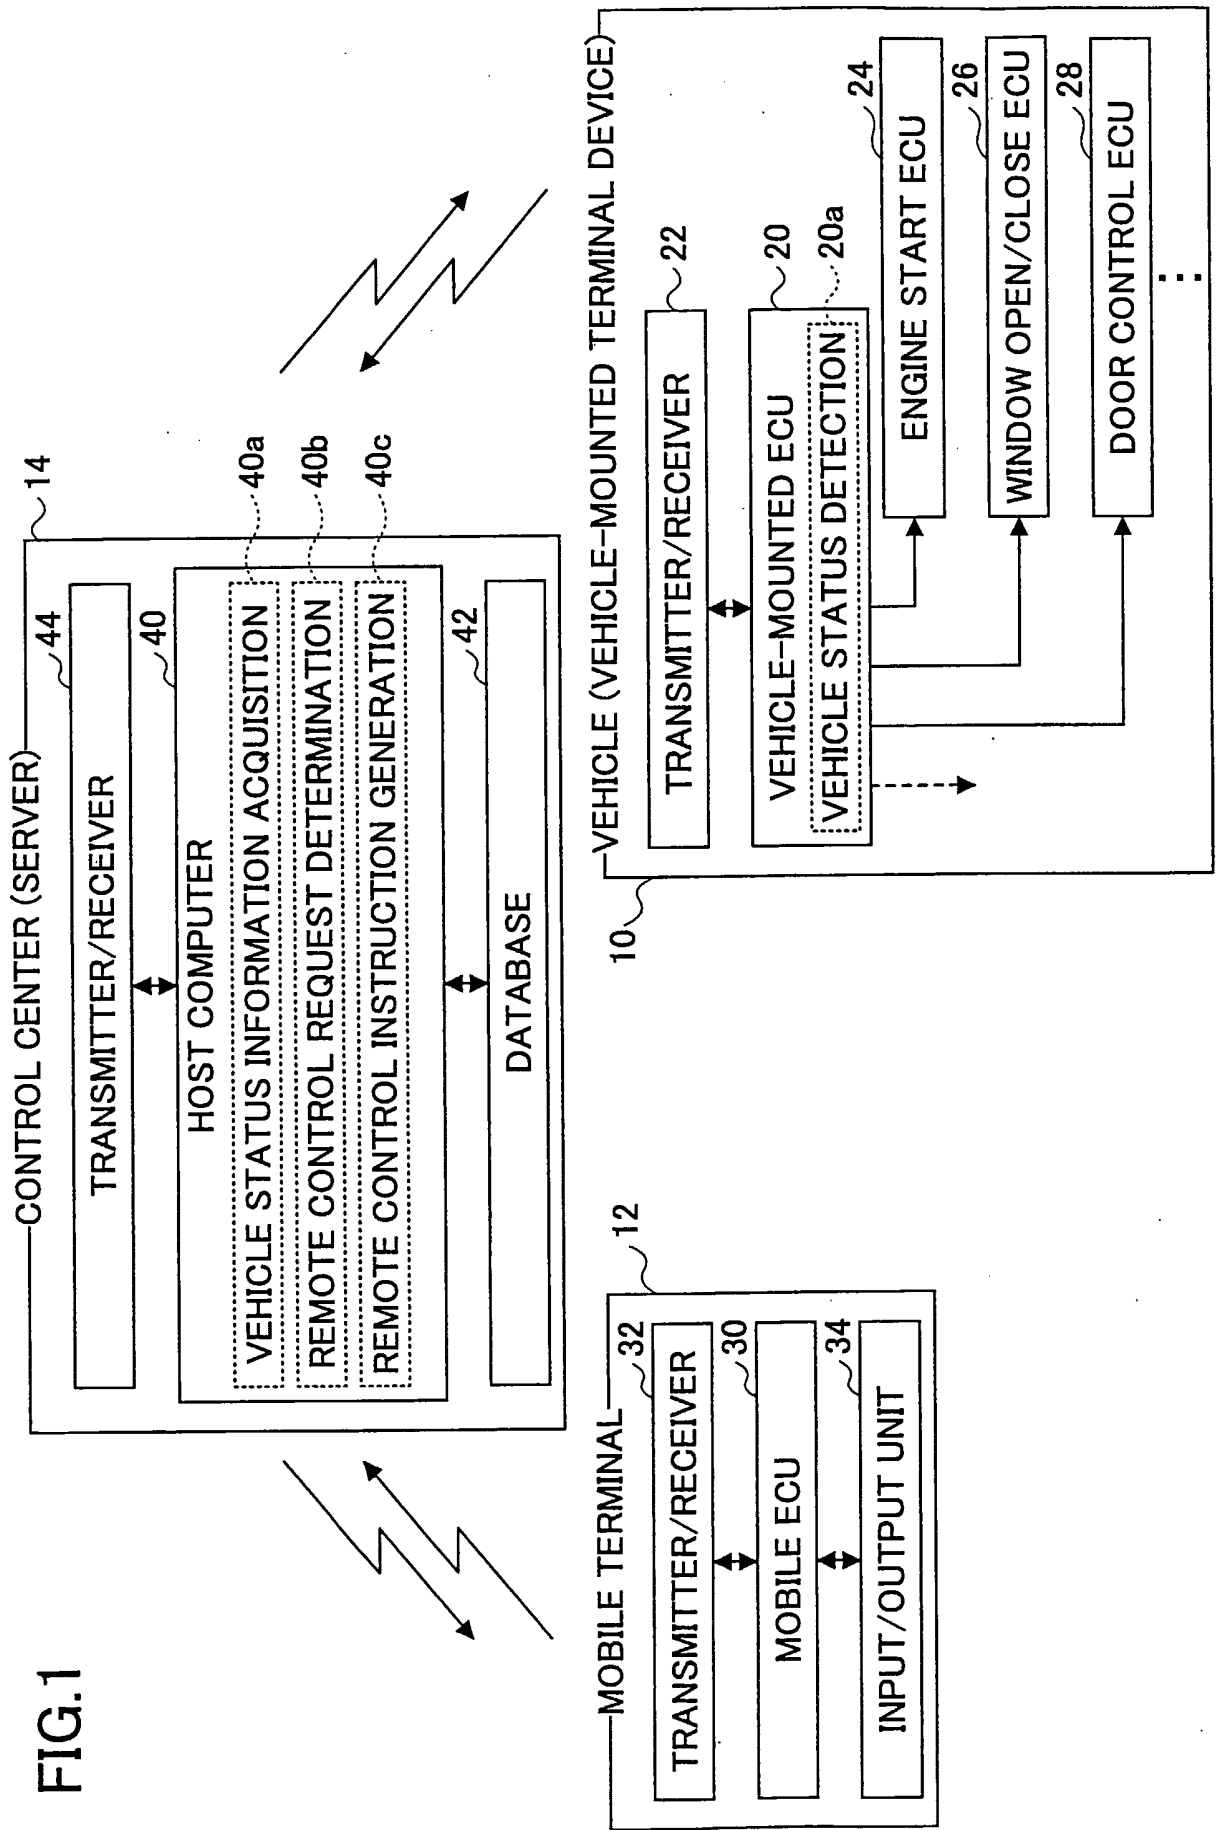 FIG.1
CONTROL CENTER (SERVER)
14
44
TRANSMITTER/RECEIVER
40
HOST COMPUTER
VEHICLE STATUS INFORMATION ACQUISITION
40a
REMOTE CONTROL REQUEST DETERMINATION
40b
REMOTE CONTROL INSTRUCTION GENERATION
40c
42
DATABASE
MOBILE TERMINAL
12
32
TRANSMITTER/RECEIVER
30
MOBILE ECU
34
INPUT/OUTPUT UNIT
VEHICLE (VEHICLE-MOUNTED TERMINAL DEVICE)
10
22
TRANSMITTER/RECEIVER
20
VEHICLE-MOUNTED ECU
VEHICLE STATUS DETECTION
20a
24
ENGINE START ECU
26
WINDOW OPEN/CLOSE ECU
28
DOOR CONTROL ECU